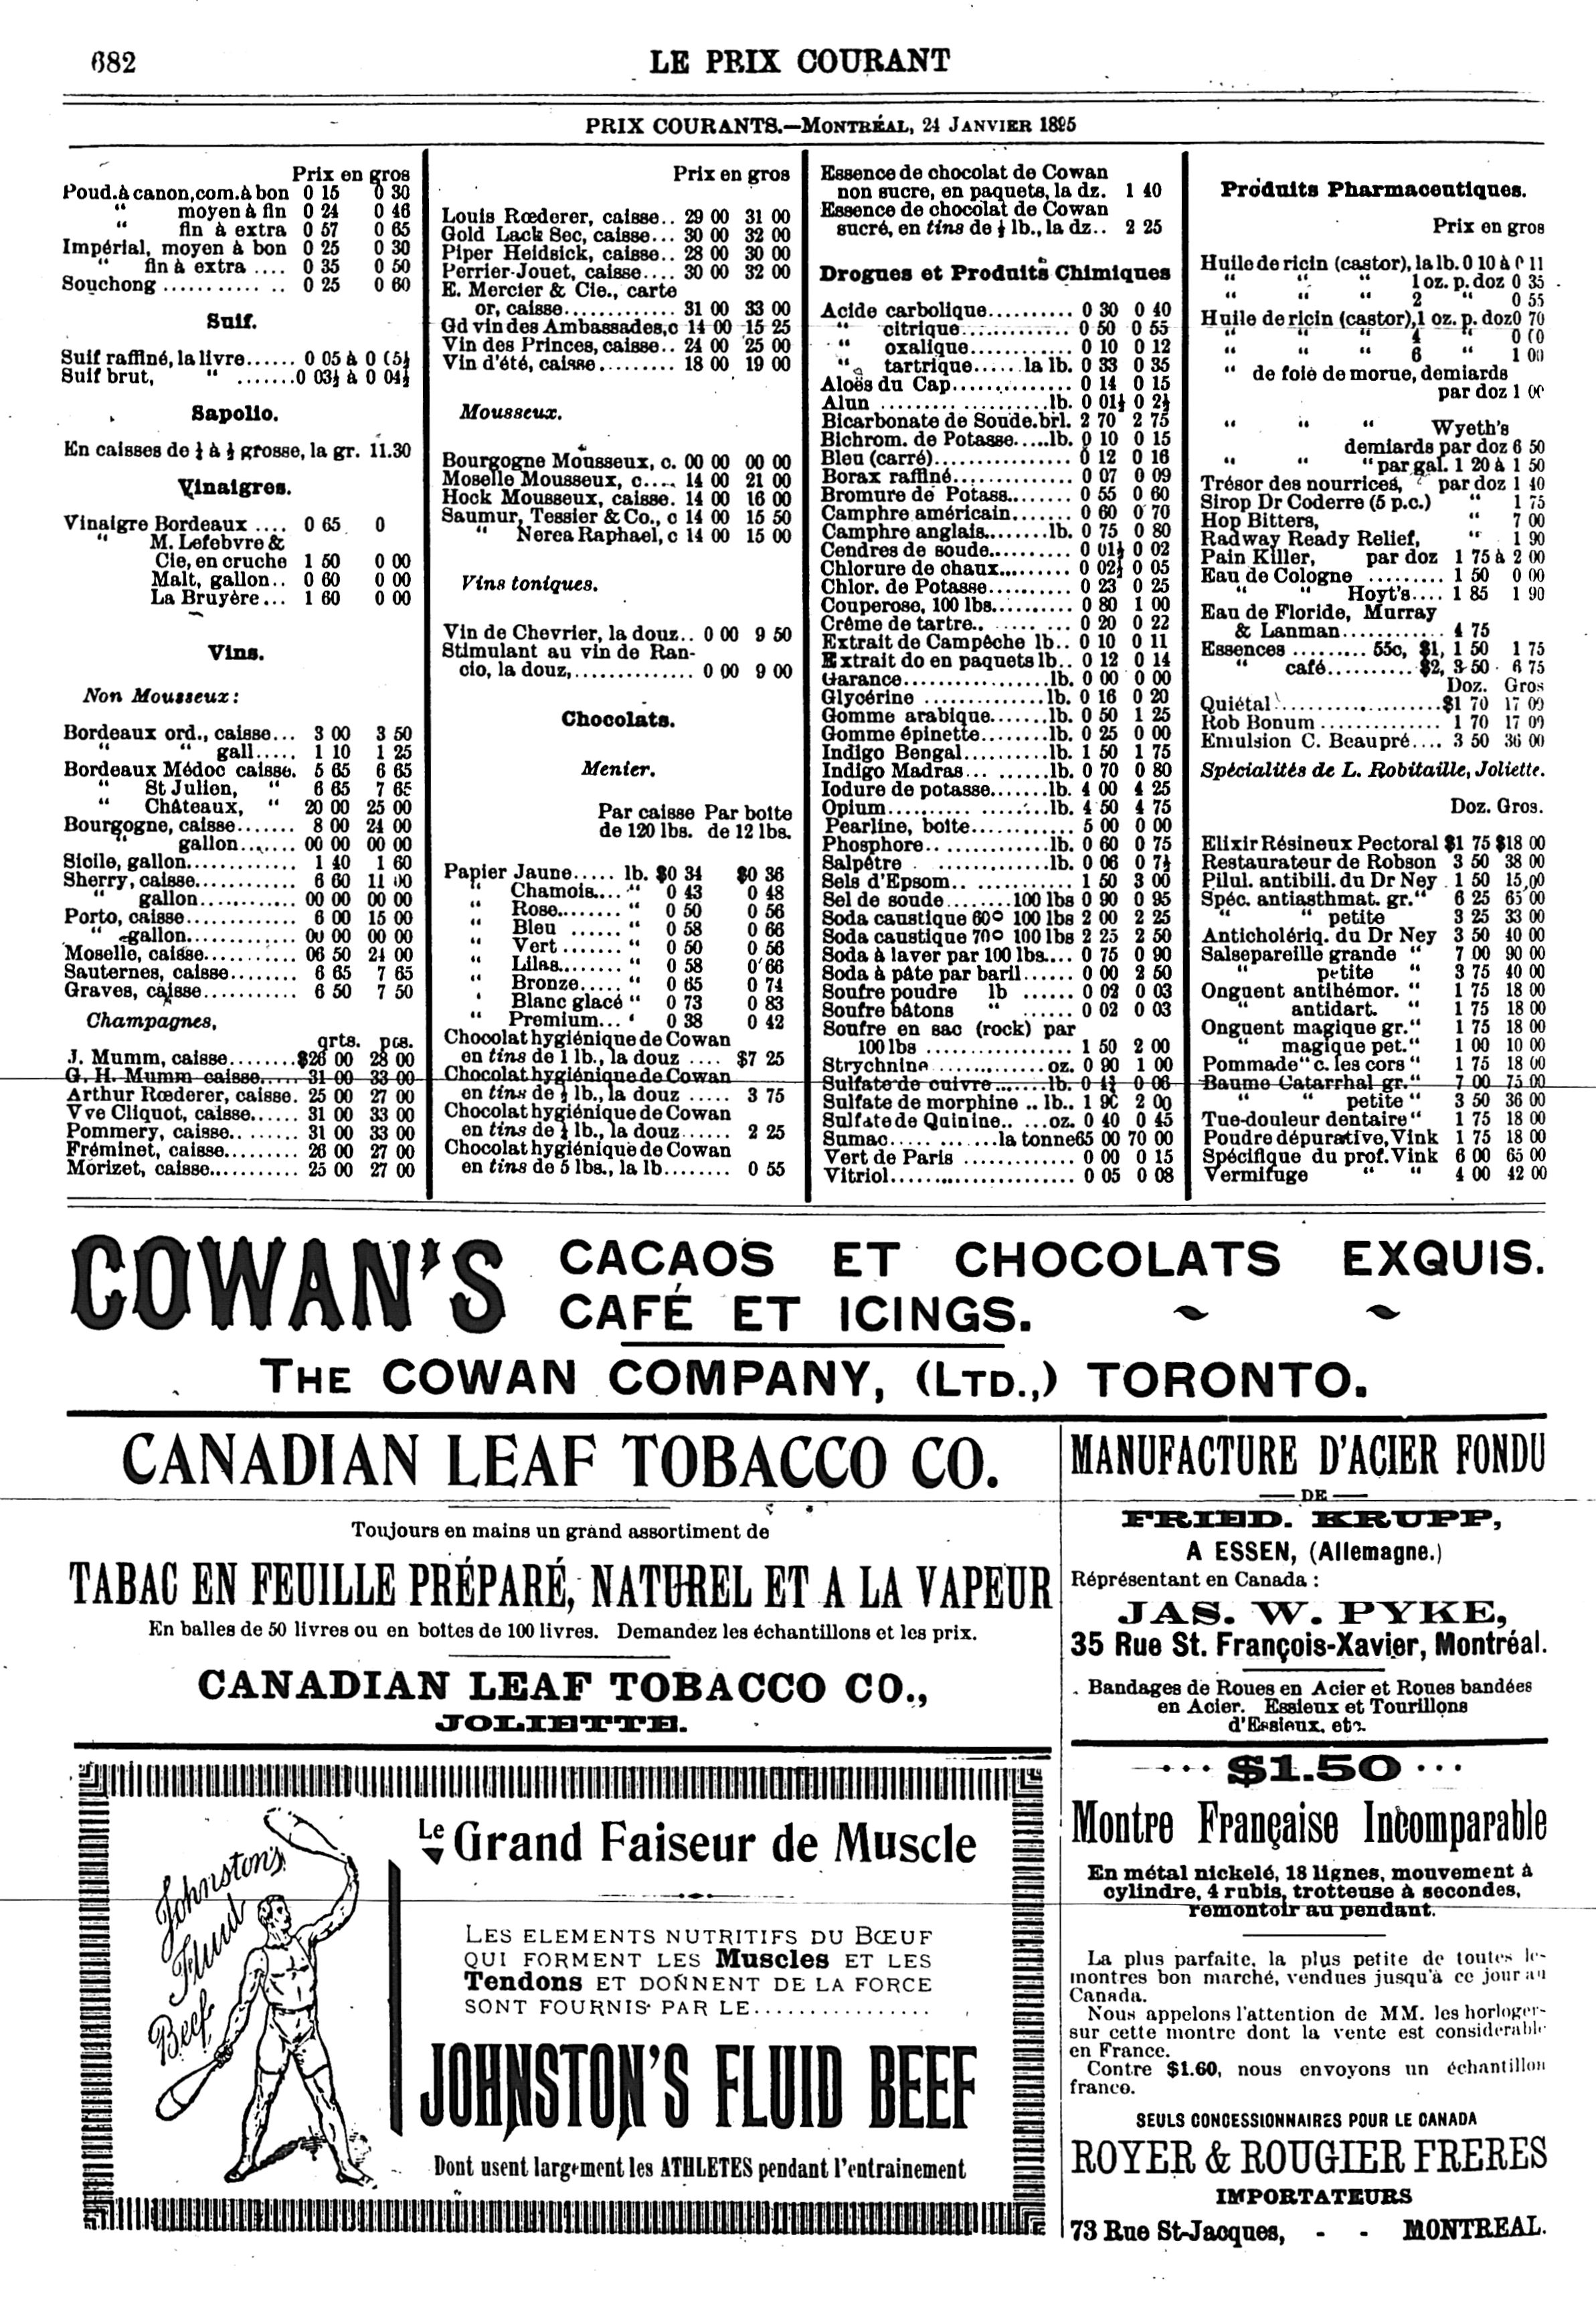 682
LE PRIX COURANT
PRIX COURANTS.—MONTRÉAL, 24 JANVIER 1895
Prix en gros
Poud.à canon,com.à bon 0 15 0 30
“ moyen à fin 0 24 0 46
“ fin à extra 0 57 0 65
Impérial, moyen à bon 0 25 0 30
“ fin à extra .... 0 35 0 50
Souchong ............. 0 25 0 60
Suif.
Suif raffiné, la livre...... 0 05 à 0 05½
Suif brut, “ .......0 03½ à 0 04½
Sapolio.
En caisses de ¼ à ½ grosse, la gr. 11.30
Vinaigres.
Vinaigre Bordeaux .... 0 65 0
“ M. Lefebvre &
Cie, en cruche 1 50 0 00
Malt, gallon.. 0 60 0 00
La Bruyère... 1 60 0 00
Vins.
Non Mousseux:
Bordeaux ord., caisse... 3 00 3 50
“ “ gall..... 1 10 1 25
Bordeaux Médoc caisse. 5 65 6 65
“ St Julien, “ 6 65 7 65
“ Châteaux, “ 20 00 25 00
Bourgogne, caisse....... 8 00 24 00
“ gallon...... 00 00 00 00
Sicile, gallon............ 1 40 1 60
Sherry, caisse........... 6 60 11 00
“ gallon........... 00 00 00 00
Porto, caisse............ 6 00 15 00
“ gallon............ 00 00 00 00
Moselle, caisse.......... 06 50 24 00
Sauternes, caisse....... 6 65 7 65
Graves, caisse........... 6 50 7 50
Champagnes.
qrts. pts.
J. Mumm, caisse.......$26 00 28 00
G. H. Mumm caisse..... 31 00 33 00
Arthur Rœderer, caisse. 25 00 27 00
Vve Cliquot, caisse...... 31 00 33 00
Pommery, caisse........ 31 00 33 00
Fréminet, caisse......... 26 00 27 00
Morizet, caisse........... 25 00 27 00
Prix en gros
Louis Rœderer, caisse.. 29 00 31 00
Gold Lack Sec, caisse... 30 00 32 00
Piper Heidsick, caisse.. 28 00 30 00
Perrier-Jouet, caisse.... 30 00 32 00
E. Mercier & Cie., carte
or, caisse............. 31 00 33 00
Gd vin des Ambassades,c 14 00 15 25
Vin des Princes, caisse.. 24 00 25 00
Vin d'été, caisse......... 18 00 19 00
Mousseux.
Bourgogne Mousseux, c. 00 00 00 00
Moselle Mousseux, c.... 14 00 21 00
Hock Mousseux, caisse. 14 00 16 00
Saumur, Tessier & Co., c 14 00 15 50
“ Nerea Raphael, c 14 00 15 00
Vins toniques.
Vin de Chevrier, la douz.. 0 00 9 50
Stimulant au vin de Ran-
cio, la douz,.............. 0 00 9 00
Chocolats.
Menier.
Par caisse Par boite
de 120 lbs. de 12 lbs.
Papier Jaune..... lb. $0 34 $0 36
“ Chamois.... “ 0 43 0 48
“ Rose........ “ 0 50 0 56
“ Bleu ...... “ 0 58 0 66
“ Vert ....... “ 0 50 0 56
“ Lilas........ “ 0 58 0 66
“ Bronze..... “ 0 65 0 74
“ Blanc glacé “ 0 73 0 83
“ Premium... “ 0 38 0 42
Chocolat hygiénique de Cowan
en tins de 1 lb., la douz .... $7 25
Chocolat hygiénique de Cowan
en tins de ½ lb., la douz ..... 3 75
Chocolat hygiénique de Cowan
en tins de ¼ lb., la douz...... 2 25
Chocolat hygiénique de Cowan
en tins de 5 lbs., la lb........ 0 55
Essence de chocolat de Cowan
non sucre, en paquets, la dz. 1 40
Essence de chocolat de Cowan
sucré, en tins de ½ lb., la dz.. 2 25
Drogues et Produits Chimiques
Acide carbolique.......... 0 30 0 40
“ citrique............. 0 50 0 55
“ oxalique............ 0 10 0 12
“ tartrique..... la lb. 0 33 0 35
Aloës du Cap............. 0 14 0 15
Alun ....................lb. 0 01½ 0 2½
Bicarbonate de Soude.brl. 2 70 2 75
Bichrom. de Potasse.....lb. 0 10 0 15
Bleu (carré)................ 0 12 0 16
Borax raffiné.............. 0 07 0 09
Bromure de Potass........ 0 55 0 60
Camphre américain....... 0 60 0 70
Camphre anglais.......lb. 0 75 0 80
Cendres de soude.......... 0 01½ 0 02
Chlorure de chaux......... 0 02½ 0 05
Chlor. de Potasse.......... 0 23 0 25
Couperose, 100 lbs......... 0 80 1 00
Crême de tartre.......... 0 20 0 22
Extrait de Campêche lb.. 0 10 0 11
Extrait do en paquets lb.. 0 12 0 14
Garance.................lb. 0 00 0 00
Glycérine ..............lb. 0 16 0 20
Gomme arabique.......lb. 0 50 1 25
Gomme épinette........lb. 0 25 0 00
Indigo Bengal...........lb. 1 50 1 75
Indigo Madras... .......lb. 0 70 0 80
Iodure de potasse.......lb. 4 00 4 25
Opium..................lb. 4 50 4 75
Pearline, boite............ 5 00 0 00
Phosphore...............lb. 0 60 0 75
Salpêtre ................lb. 0 06 0 7½
Sels d'Epsom.. ........... 1 50 3 00
Sel de soude........100 lbs 0 90 0 95
Soda caustique 60° 100 lbs 2 00 2 25
Soda caustique 70° 100 lbs 2 25 2 50
Soda à laver par 100 lbs.... 0 75 0 90
Soda à pâte par baril...... 0 00 2 50
Soufre poudre lb ...... 0 02 0 03
Soufre bâtons “ ...... 0 02 0 03
Soufre en sac (rock) par
100 lbs .................. 1 50 2 00
Strychnine..............oz. 0 90 1 00
Sulfate de cuivre.......lb. 0 4½ 0 06
Sulfate de morphine .. lb.. 1 90 2 00
Sulfate de Quinine.. ...oz. 0 40 0 45
Sumac..... .......la tonne65 00 70 00
Vert de Paris ............. 0 00 0 15
Vitriol..................... 0 05 0 08
Produits Pharmaceutiques.
Prix en gros
Huile de ricin (castor), la lb. 0 10 à 0 11
“ “ “ 1 oz. p. doz 0 35
“ “ “ 2 “ 0 55
Huile de ricin (castor),1 oz. p. doz0 70
“ “ “ 4 “
“ “ “ 6 “ 1 00
“ de foie de morue, demiards
par doz 1 00
“ “ “ Wyeth's
demiards par doz 6 50
“ “ “ par gal. 1 20 à 1 50
Trésor des nourrices, par doz 1 40
Sirop Dr Coderre (5 p.c.) “ 1 75
Hop Bitters, “ 7 00
Radway Ready Relief, “ 1 90
Pain Killer, par doz 1 75 à 2 00
Eau de Cologne ......... 1 50 0 00
“ “ Hoyt's.... 1 85 1 90
Eau de Floride, Murray
& Lanman............ 4 75
Essences ......... 55c, $1, 1 50 1 75
“ café.......... $2, 3 50 6 75
Doz. Gros
Quiétal .....................$1 70 17 00
Rob Bonum ............... 1 70 17 00
Emulsion C. Beaupré.... 3 50 36 00
Spécialités de L. Robitaille, Joliette.
Doz. Gros.
Elixir Résineux Pectoral $1 75 $18 00
Restaurateur de Robson 3 50 38 00
Pilul. antibili. du Dr Ney 1 50 15,00
Spéc. antiasthmat. gr.“ 6 25 65 00
“ “ petite 3 25 33 00
Anticholériq. du Dr Ney 3 50 40 00
Salsepareille grande “ 7 00 90 00
“ petite “ 3 75 40 00
Onguent antihémor. “ 1 75 18 00
“ antidart. “ 1 75 18 00
Onguent magique gr.“ 1 75 18 00
“ magique pet.“ 1 00 10 00
Pommade“ c. les cors “ 1 75 18 00
Baume Catarrhal gr.“ 7 00 75 00
“ “ petite “ 3 50 36 00
Tue-douleur dentaire“ 1 75 18 00
Poudre dépurative, Vink 1 75 18 00
Spécifique du prof. Vink 6 00 65 00
Vermifuge “ “ 4 00 42 00
COWAN'S CACAOS ET CHOCOLATS EXQUIS.
CAFÉ ET ICINGS.
THE COWAN COMPANY, (LTD.,) TORONTO.
CANADIAN LEAF TOBACCO CO.
Toujours en mains un grand assortiment de
TABAC EN FEUILLE PRÉPARÉ, NATUREL ET A LA VAPEUR
En balles de 50 livres ou en boites de 100 livres. Demandez les échantillons et les prix.
CANADIAN LEAF TOBACCO CO.,
JOLIETTE.
MANUFACTURE D'ACIER FONDU
DE
FRIED. KRUPP,
A ESSEN, (Allemagne.)
Réprésentant en Canada :
JAS. W. PYKE,
35 Rue St. François-Xavier, Montréal.
Bandages de Roues en Acier et Roues bandées
en Acier. Essieux et Tourillons
d'Essieux, etc.
Johnston's
Fluid
Beef
Le Grand Faiseur de Muscle
LES ELEMENTS NUTRITIFS DU BŒUF
QUI FORMENT LES Muscles ET LES
Tendons ET DONNENT DE LA FORCE
SONT FOURNIS PAR LE................
JOHNSTON'S FLUID BEEF
Dont usent largement les ATHLETES pendant l'entrainement
... $1.50 ...
Montre Française Incomparable
En métal nickelé, 18 lignes, mouvement à
cylindre, 4 rubis, trotteuse à secondes,
remontoir au pendant.
La plus parfaite, la plus petite de toutes les
montres bon marché, vendues jusqu'à ce jour au
Canada.
Nous appelons l'attention de MM. les horloger-
sur cette montre dont la vente est considerable
en France.
Contre $1.60, nous envoyons un échantillon
franco.
SEULS CONCESSIONNAIRES POUR LE CANADA
ROYER & ROUGIER FRERES
IMPORTATEURS
73 Rue St-Jacques, - - MONTREAL.